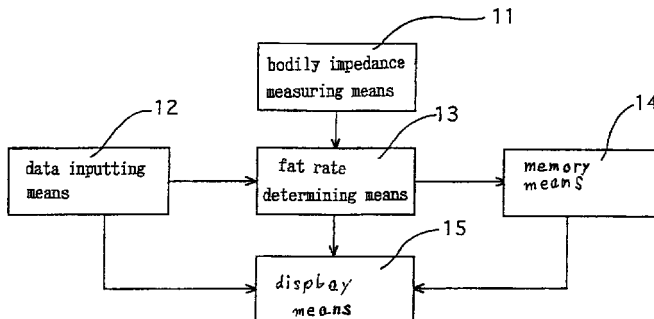 11
bodily impedance
measuring means
12
data inputting
means
13
fat rate
determining means
14
memory
means
15
display
means